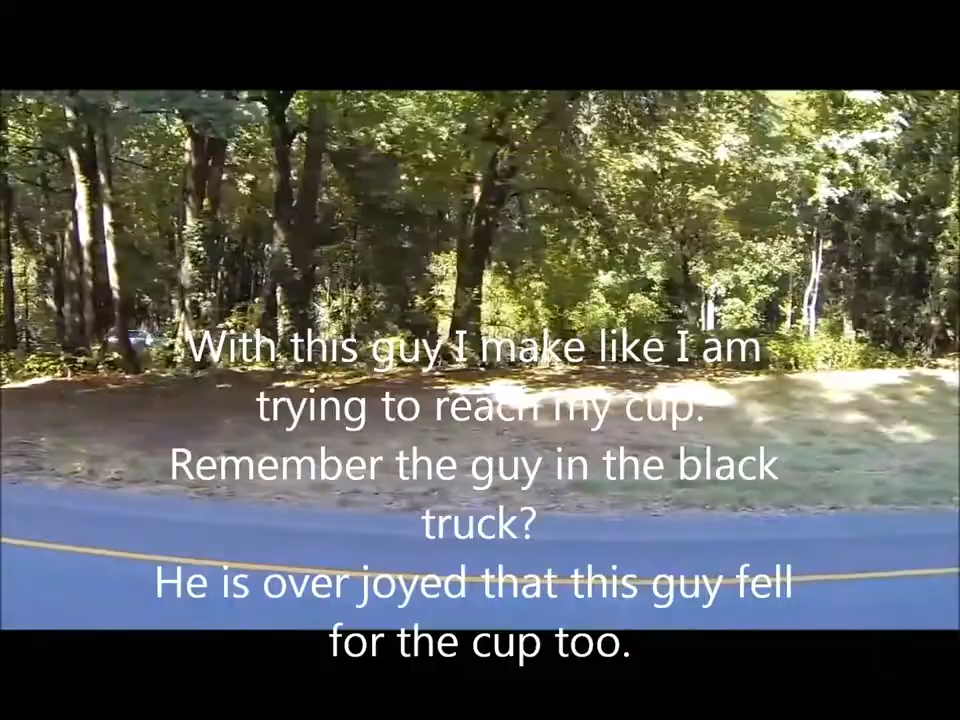 With this guy I make like I am
trying to reach my cup.
Remember the guy in the black
truck?
He is over joyed that this guy fell
for the cup too.